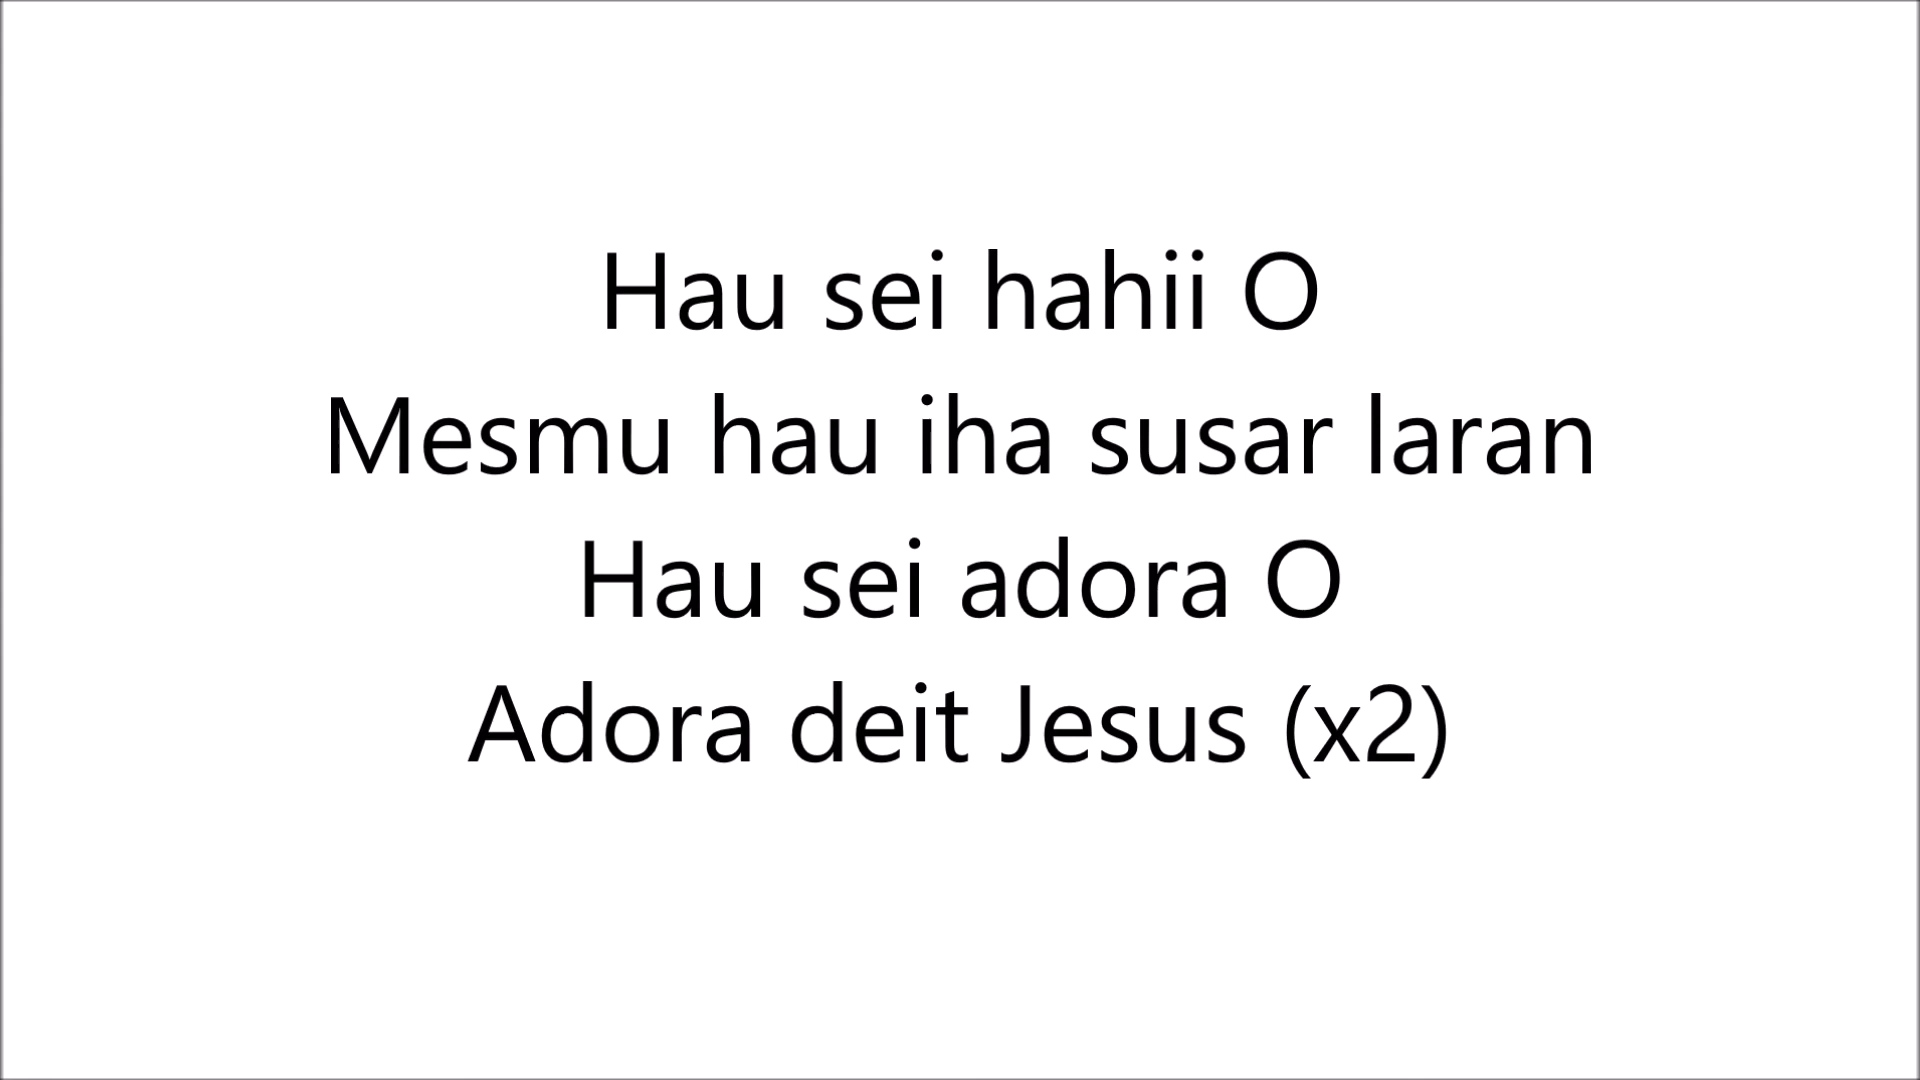 Hau sei hahii O
Mesmu hau iha susar laran
Hau sei adora O
Adora deit Jesus (x2)